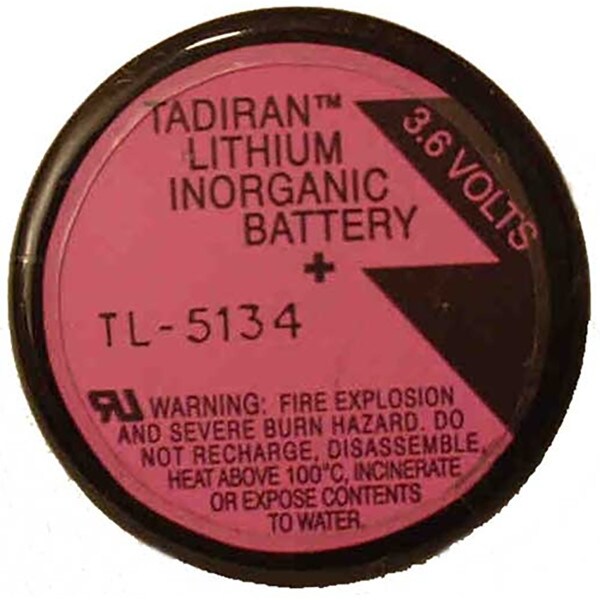 TADIRAN™
LITHIUM
INORGANIC
BATTERY
3.6 VOLTS
+
TL-5134
RU WARNING: FIRE EXPLOSION
AND SEVERE BURN HAZARD. DO
NOT RECHARGE, DISASSEMBLE,
HEAT ABOVE 100°C, INCINERATE
OR EXPOSE CONTENTS
TO WATER.